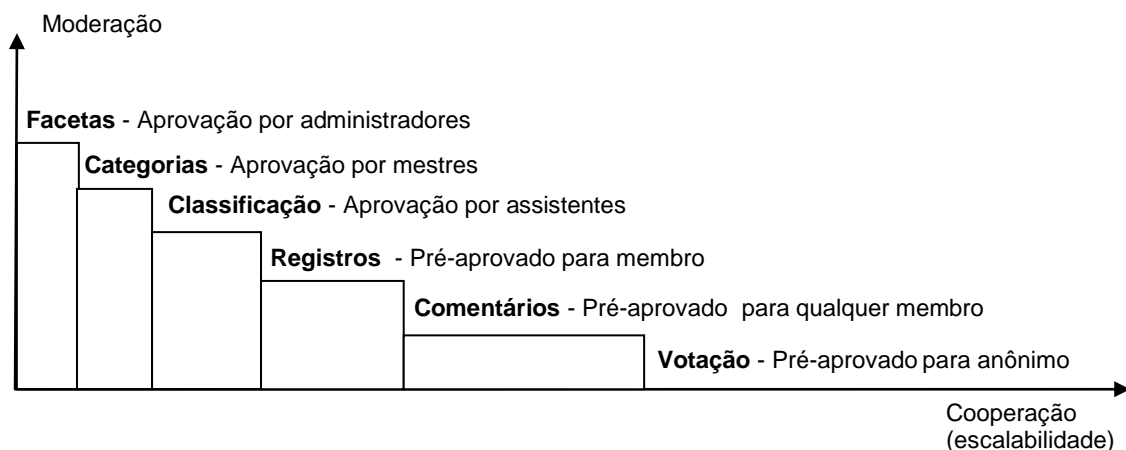 Moderação
Facetas - Aprovação por administradores
Categorias - Aprovação por mestres
Classificação - Aprovação por assistentes
Registros - Pré-aprovado para membro
Comentários - Pré-aprovado para qualquer membro
Votação - Pré-aprovado para anônimo
Cooperação
(escalabilidade)